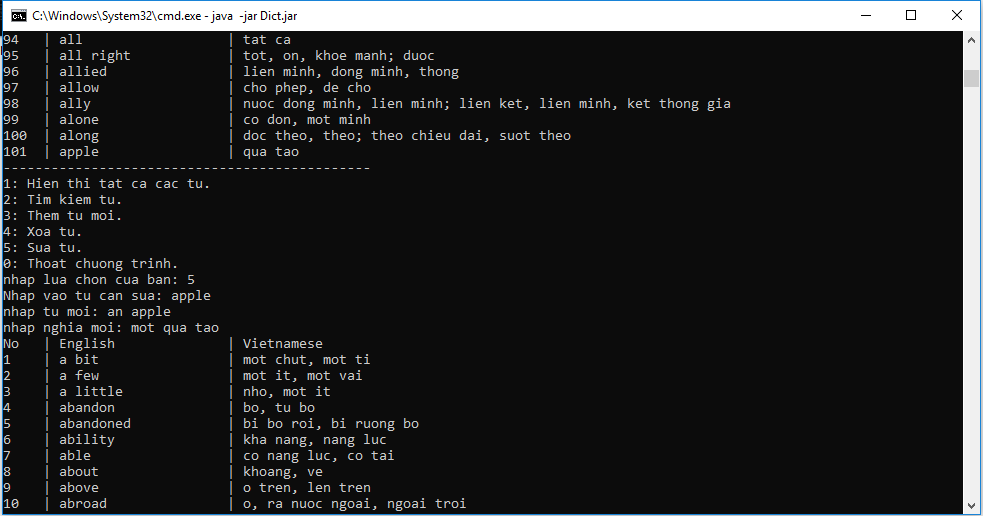 C:\Windows\System32\cmd.exe - java  -jar Dict.jar
94   | all                  | tat ca
95   | all right            | tot, on, khoe manh; duoc
96   | allied               | lien minh, dong minh, thong
97   | allow                | cho phep, de cho
98   | ally                 | nuoc dong minh, lien minh; lien ket, lien minh, ket thong gia
99   | alone                | co don, mot minh
100  | along                | doc theo, theo; theo chieu dai, suot theo
101  | apple                | qua tao
----------------------------------------------
1: Hien thi tat ca cac tu.
2: Tim kiem tu.
3: Them tu moi.
4: Xoa tu.
5: Sua tu.
0: Thoat chuong trinh.
nhap lua chon cua ban: 5
Nhap vao tu can sua: apple
nhap tu moi: an apple
nhap nghia moi: mot qua tao
No   | English              | Vietnamese
1    | a bit                | mot chut, mot ti
2    | a few                | mot it, mot vai
3    | a little             | nho, mot it
4    | abandon              | bo, tu bo
5    | abandoned            | bi bo roi, bi ruong bo
6    | ability              | kha nang, nang luc
7    | able                 | co nang luc, co tai
8    | about                | khoang, ve
9    | above                | o tren, len tren
10   | abroad               | o, ra nuoc ngoai, ngoai troi